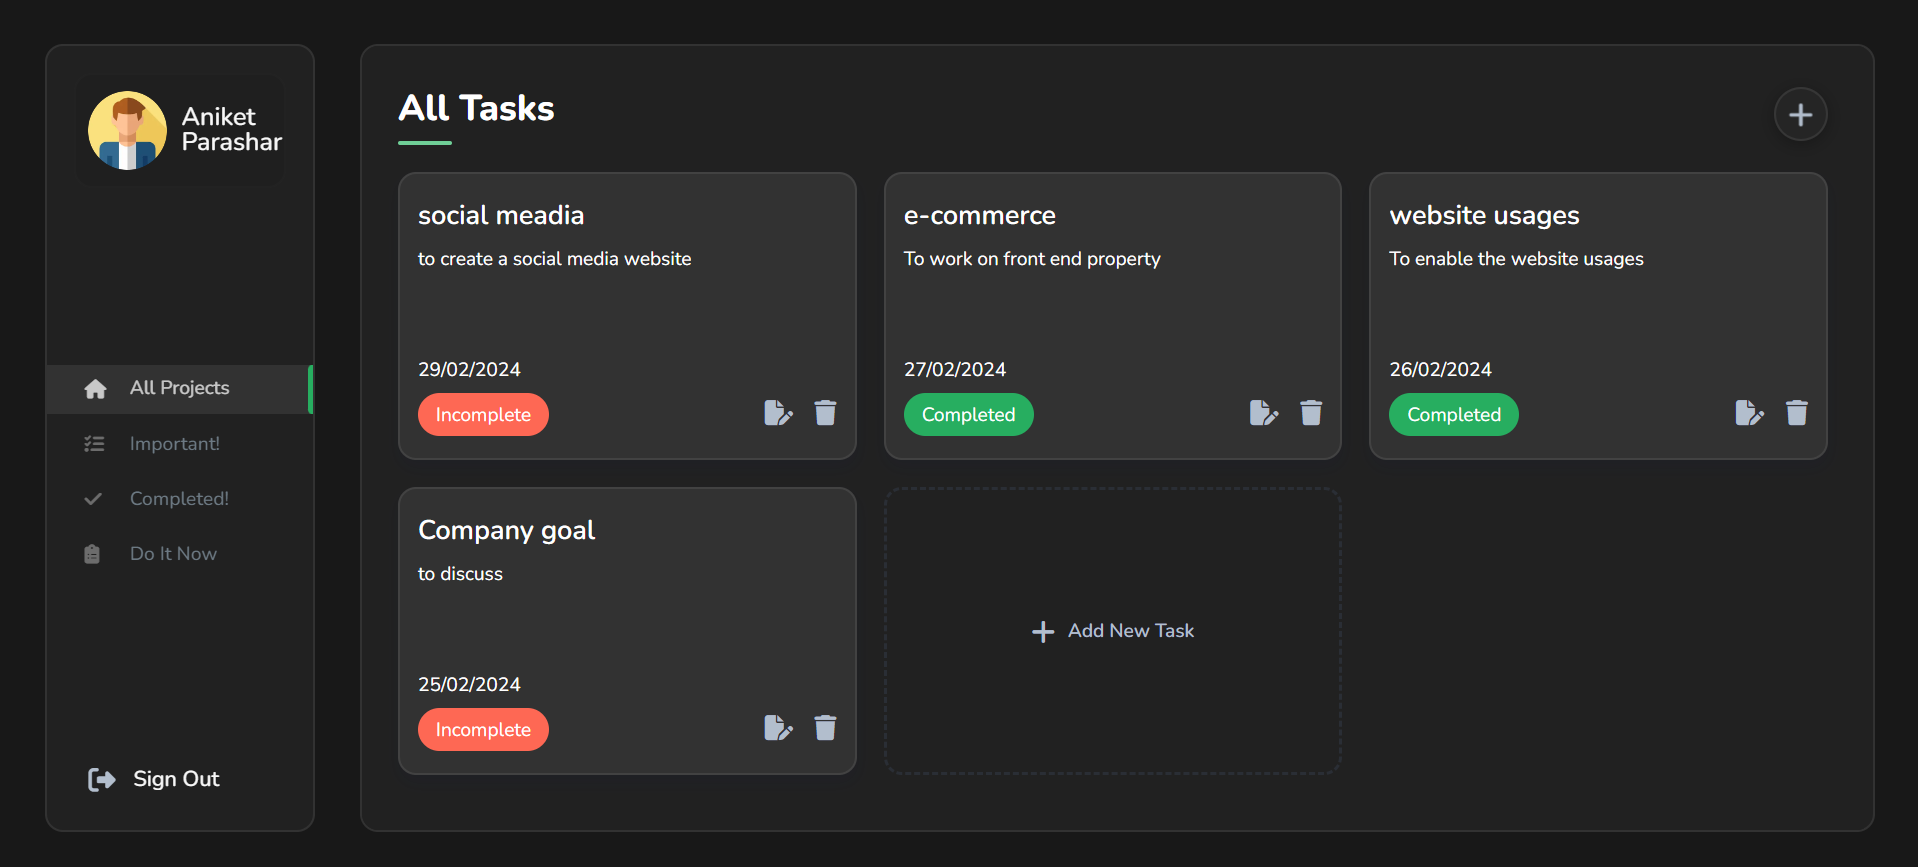 Aniket
Parashar
All Projects
Important!
Completed!
Do It Now
Sign Out
All Tasks
social meadia
to create a social media website
29/02/2024
Incomplete
e-commerce
To work on front end property
27/02/2024
Completed
website usages
To enable the website usages
26/02/2024
Completed
Company goal
to discuss
25/02/2024
Incomplete
Add New Task